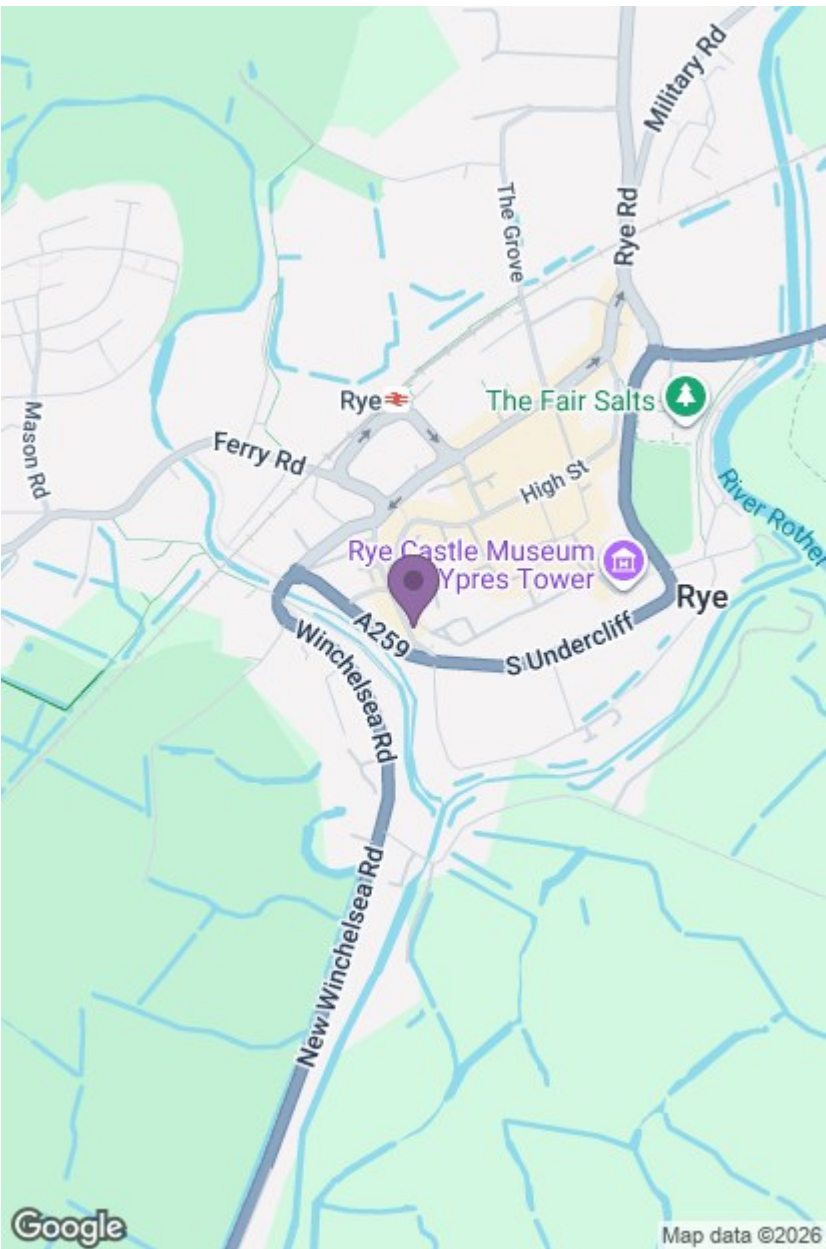 Military Rd
The Grove
Rye Rd
Rye
The Fair Salts
Mason Rd
Ferry Rd
High St
River Rother
Rye Castle Museum
Ypres Tower
Rye
A259
S Undercliff
Winchelsea Rd
New Winchelsea Rd
Google
Map data ©2026